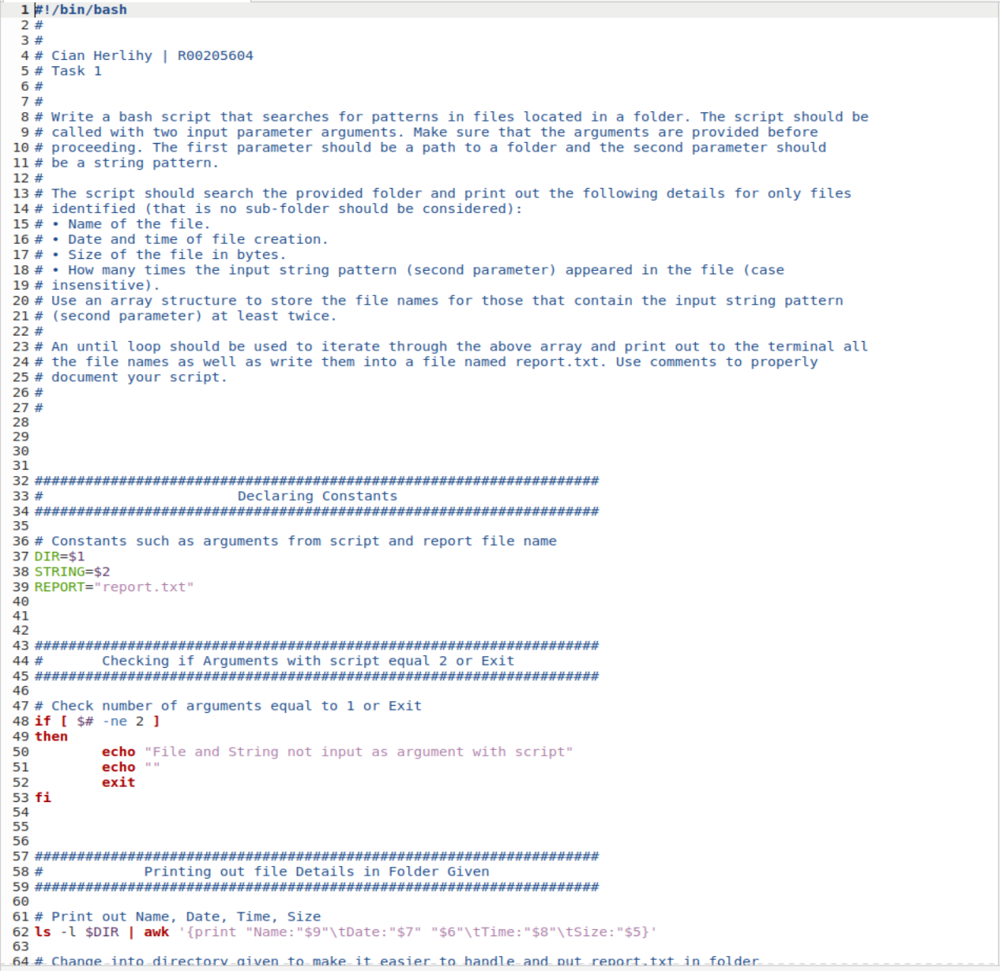 1 #!/bin/bash
2 #
3 #
4 # Cian Herlihy | R00205604
5 # Task 1
6 #
7 #
8 # Write a bash script that searches for patterns in files located in a folder. The script should be
9 # called with two input parameter arguments. Make sure that the arguments are provided before
10 # proceeding. The first parameter should be a path to a folder and the second parameter should
11 # be a string pattern.
12 #
13 # The script should search the provided folder and print out the following details for only files
14 # identified (that is no sub-folder should be considered):
15 # • Name of the file.
16 # • Date and time of file creation.
17 # • Size of the file in bytes.
18 # • How many times the input string pattern (second parameter) appeared in the file (case
19 # insensitive).
20 # Use an array structure to store the file names for those that contain the input string pattern
21 # (second parameter) at least twice.
22 #
23 # An until loop should be used to iterate through the above array and print out to the terminal all
24 # the file names as well as write them into a file named report.txt. Use comments to properly
25 # document your script.
26 #
27 #
28
29
30
31
32 ###################################################################
33 #                       Declaring Constants
34 ###################################################################
35
36 # Constants such as arguments from script and report file name
37 DIR=$1
38 STRING=$2
39 REPORT="report.txt"
40
41
42
43 ###################################################################
44 #       Checking if Arguments with script equal 2 or Exit
45 ###################################################################
46
47 # Check number of arguments equal to 1 or Exit
48 if [ $# -ne 2 ]
49 then
50         echo "File and String not input as argument with script"
51         echo ""
52         exit
53 fi
54
55
56
57 ###################################################################
58 #            Printing out file Details in Folder Given
59 ###################################################################
60
61 # Print out Name, Date, Time, Size
62 ls -l $DIR | awk '{print "Name:"$9"\tDate:"$7" "$6"\tTime:"$8"\tSize:"$5}'
63
64 # Change into directory given to make it easier to handle and put report.txt in folder